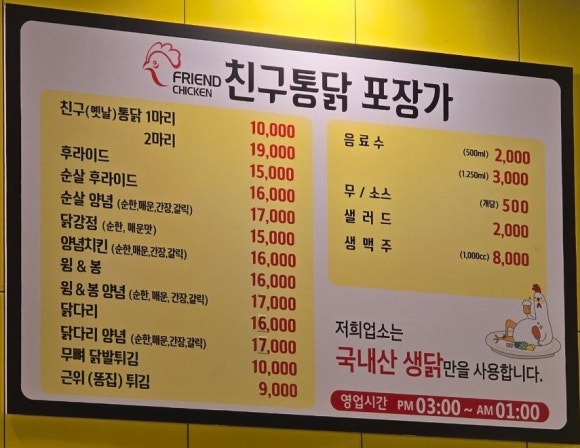 FRIEND
CHICKEN
친구통닭 포장가
친구(옛날)통닭 1마리 10,000
2마리 19,000
후라이드 15,000
순살 후라이드 16,000
순살 양념 (순한,매운,간장,갈릭) 17,000
닭강정 (순한, 매운맛) 15,000
양념치킨 (순한,매운,간장,갈릭) 16,000
윙 & 봉 16,000
윙 & 봉 양념 (순한, 매운, 간장, 갈릭) 17,000
닭다리 16,000
닭다리 양념 (순한,매운,간장,갈릭) 17,000
무뼈 닭발튀김 10,000
근위 (똥집) 튀김 9,000
음료수 (500ml) 2,000
(1.250ml) 3,000
무 / 소스 (개당) 500
샐러드 2,000
생맥주 (1,000cc) 8,000
저희업소는
국내산 생닭만을 사용합니다.
영업시간 PM 03:00 ~ AM 01:00